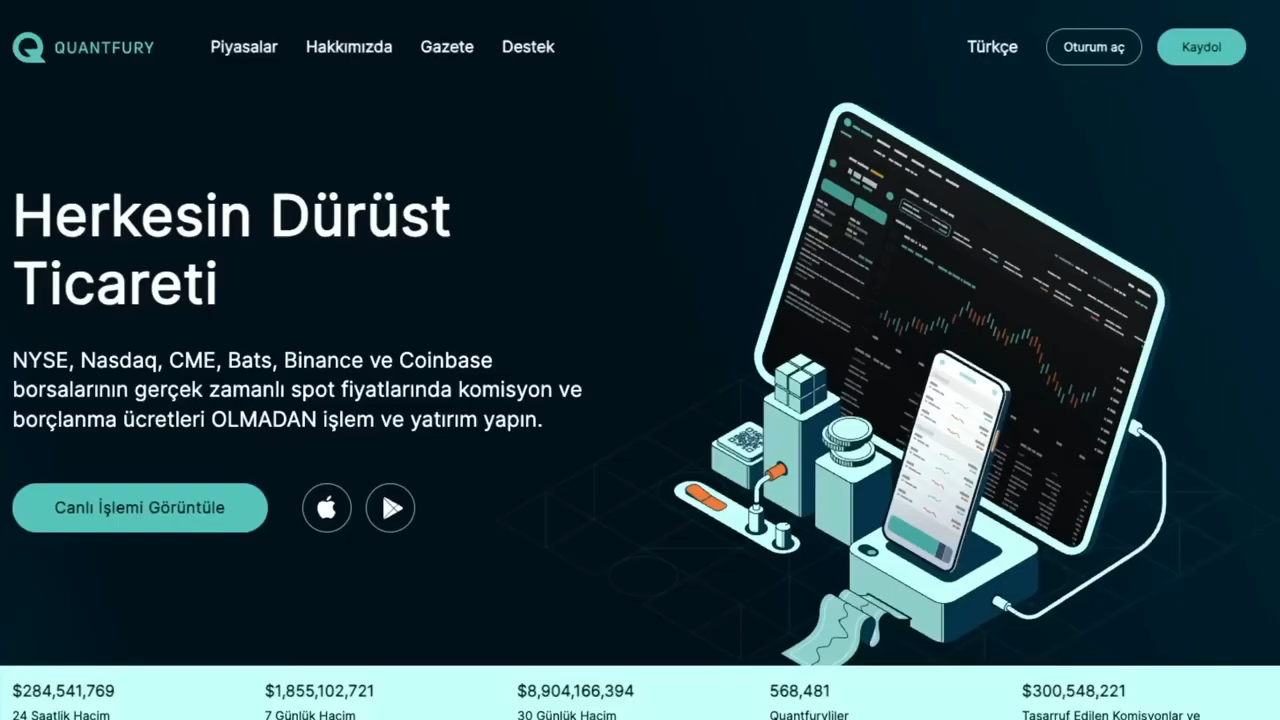 QUANTFURY
Piyasalar
Hakkımızda
Gazete
Destek
Türkçe
Oturum aç
Kaydol
Herkesin Dürüst
Ticareti
NYSE, Nasdaq, CME, Bats, Binance ve Coinbase
borsalarının gerçek zamanlı spot fiyatlarında komisyon ve
borçlanma ücretleri OLMADAN işlem ve yatırım yapın.
Canlı İşlemi Görüntüle
$284,541,769
$1,855,102,721
$8,904,166,394
568,481
$300,548,221
24 Saatlik Hacim
7 Günlük Hacim
30 Günlük Hacim
Quantfuryliler
Tasarruf Edilen Komisyonlar ve